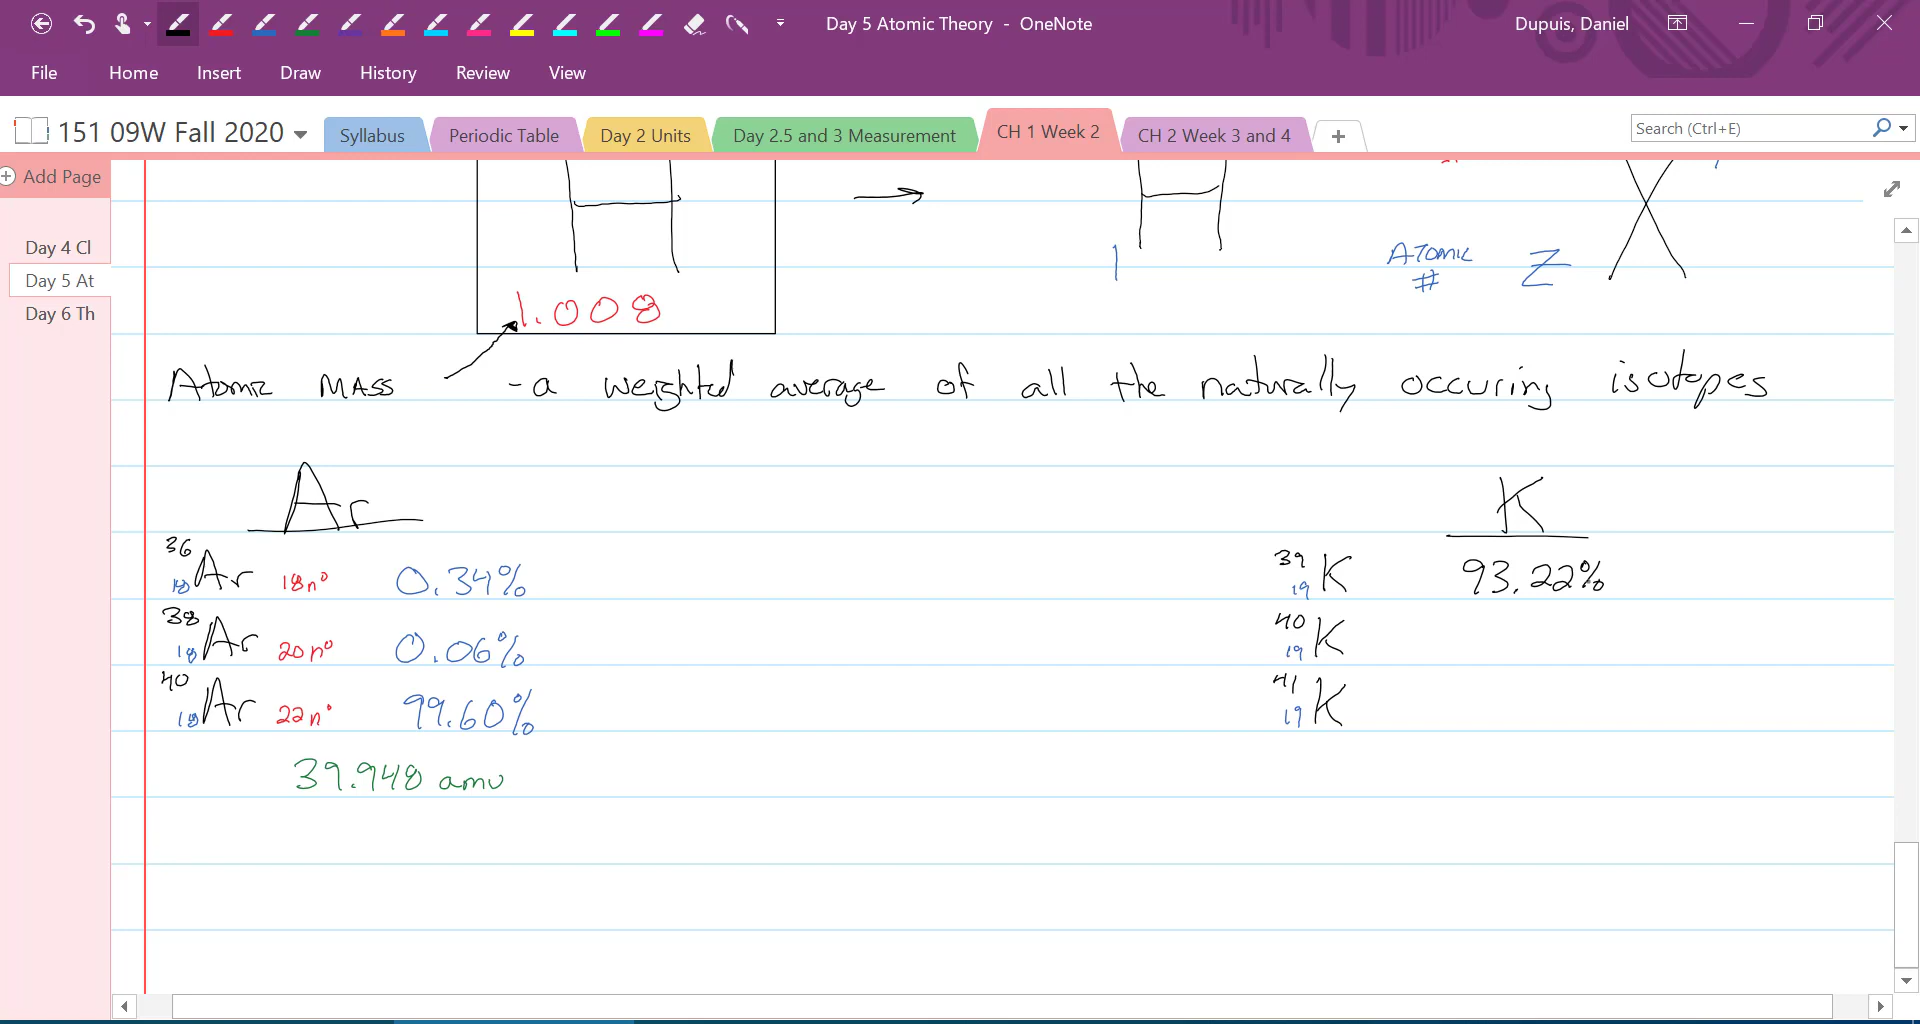 Day 5 Atomic Theory - OneNote
Dupuis, Daniel
File Home Insert Draw History Review View
151 09W Fall 2020 Syllabus Periodic Table Day 2 Units Day 2.5 and 3 Measurement CH 1 Week 2 CH 2 Week 3 and 4 +
Search (Ctrl+E)
Add Page
Day 4 Cl
Day 5 At
Day 6 Th
H → H X
1 Atomic # Z
1.008
Atomic Mass - a weighted average of all the naturally occuring isotopes
Ar K
36 18 Ar 18n° 0.34% 39 19 K 93.22%
38 18 Ar 20n° 0.06% 40 19 K
40 18 Ar 22n° 99.60% 41 19 K
39.948 amu